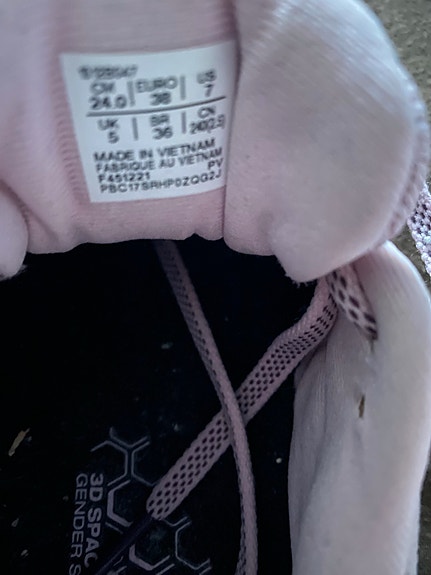 CM | EURO | US
24.0 | 38 | 7
UK | BR | CN
5 | 36 | 240(2.5)
MADE IN VIETNAM
FABRIQUE AU VIETNAM
F451221 PV
PBC17SRHP0ZQG2J
3D SPAC
GENDER S